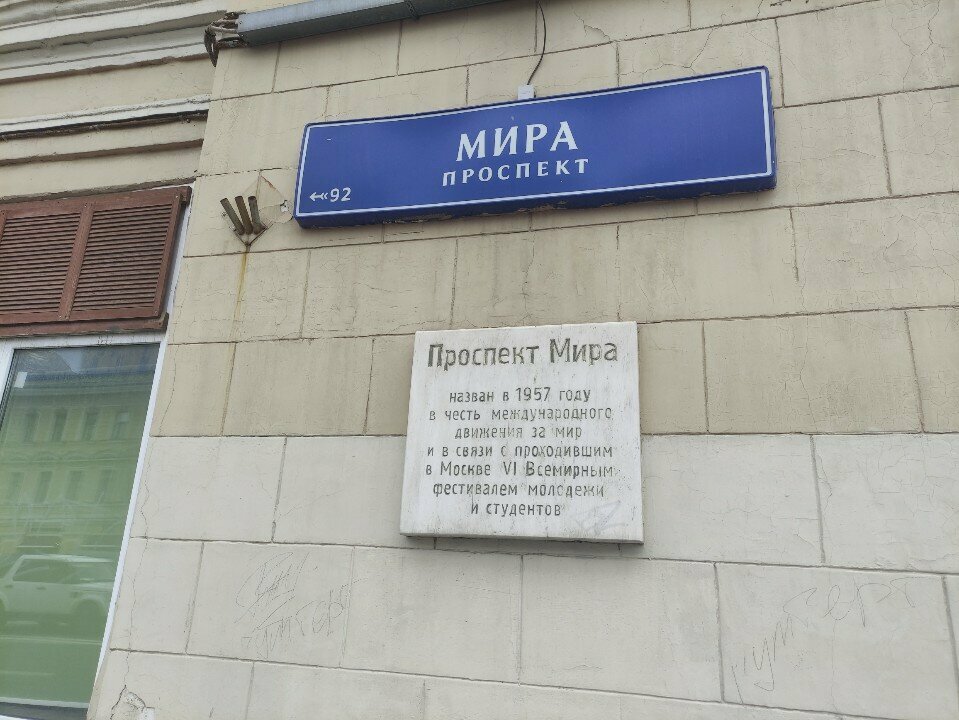 МИРА
ПРОСПЕКТ
92
Проспект Мира
назван в 1957 году
в честь международного
движения за мир
и в связи с проходившим
в Москве VI Всемирным
фестивалем молодежи
и студентов